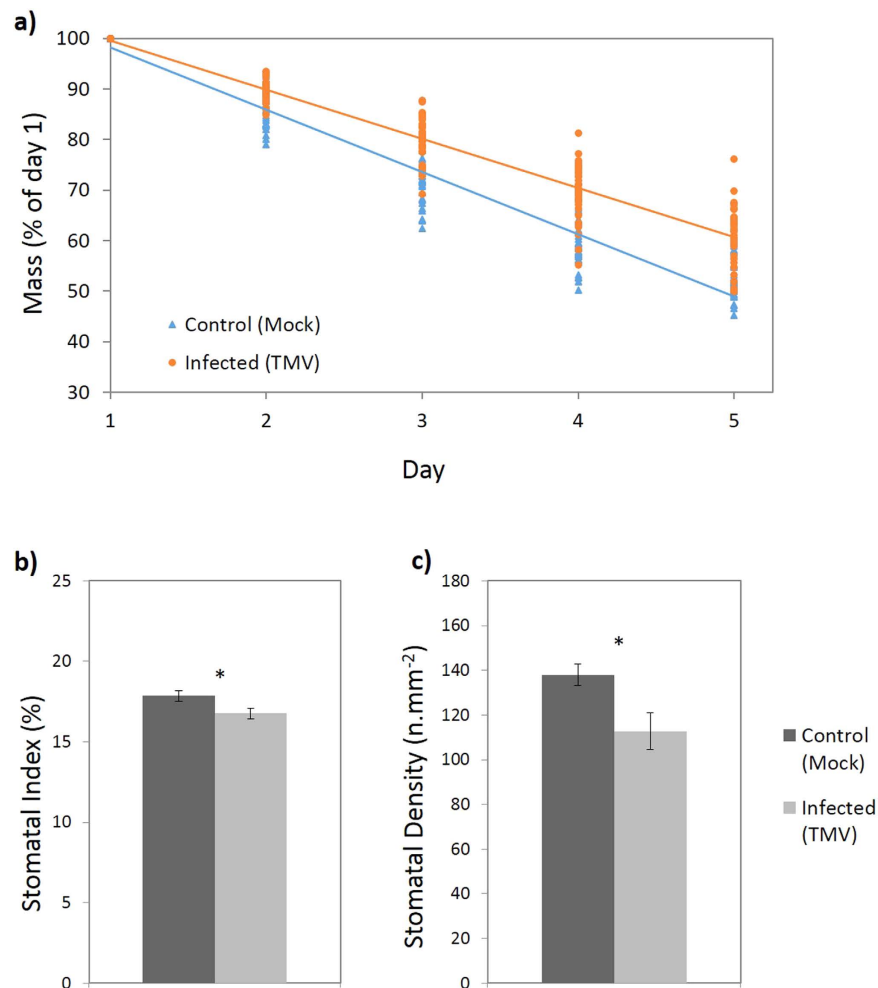 a)
100
90
80
70
60
50
40
30
Mass (% of day 1)
Control (Mock)
Infected (TMV)
1 2 3 4 5
Day
b)
25
20
15
10
5
0
Stomatal Index (%)
*
c)
180
160
140
120
100
80
60
40
20
0
Stomatal Density (n.mm⁻²)
*
Control
(Mock)
Infected
(TMV)